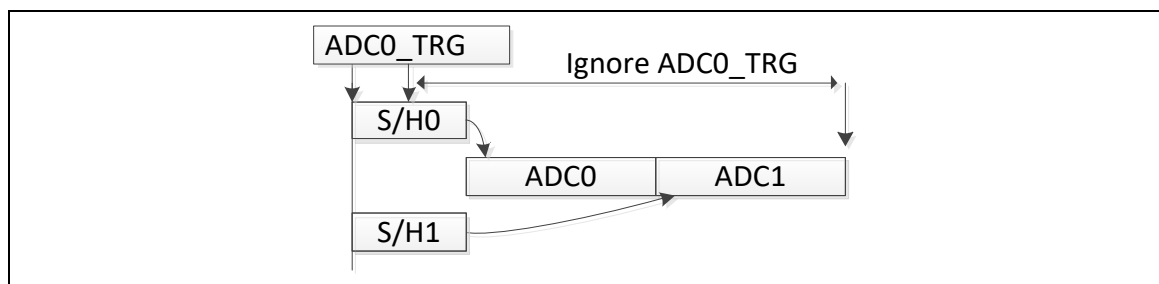 ADC0_TRG
Ignore ADC0_TRG
S/H0
ADC0
ADC1
S/H1